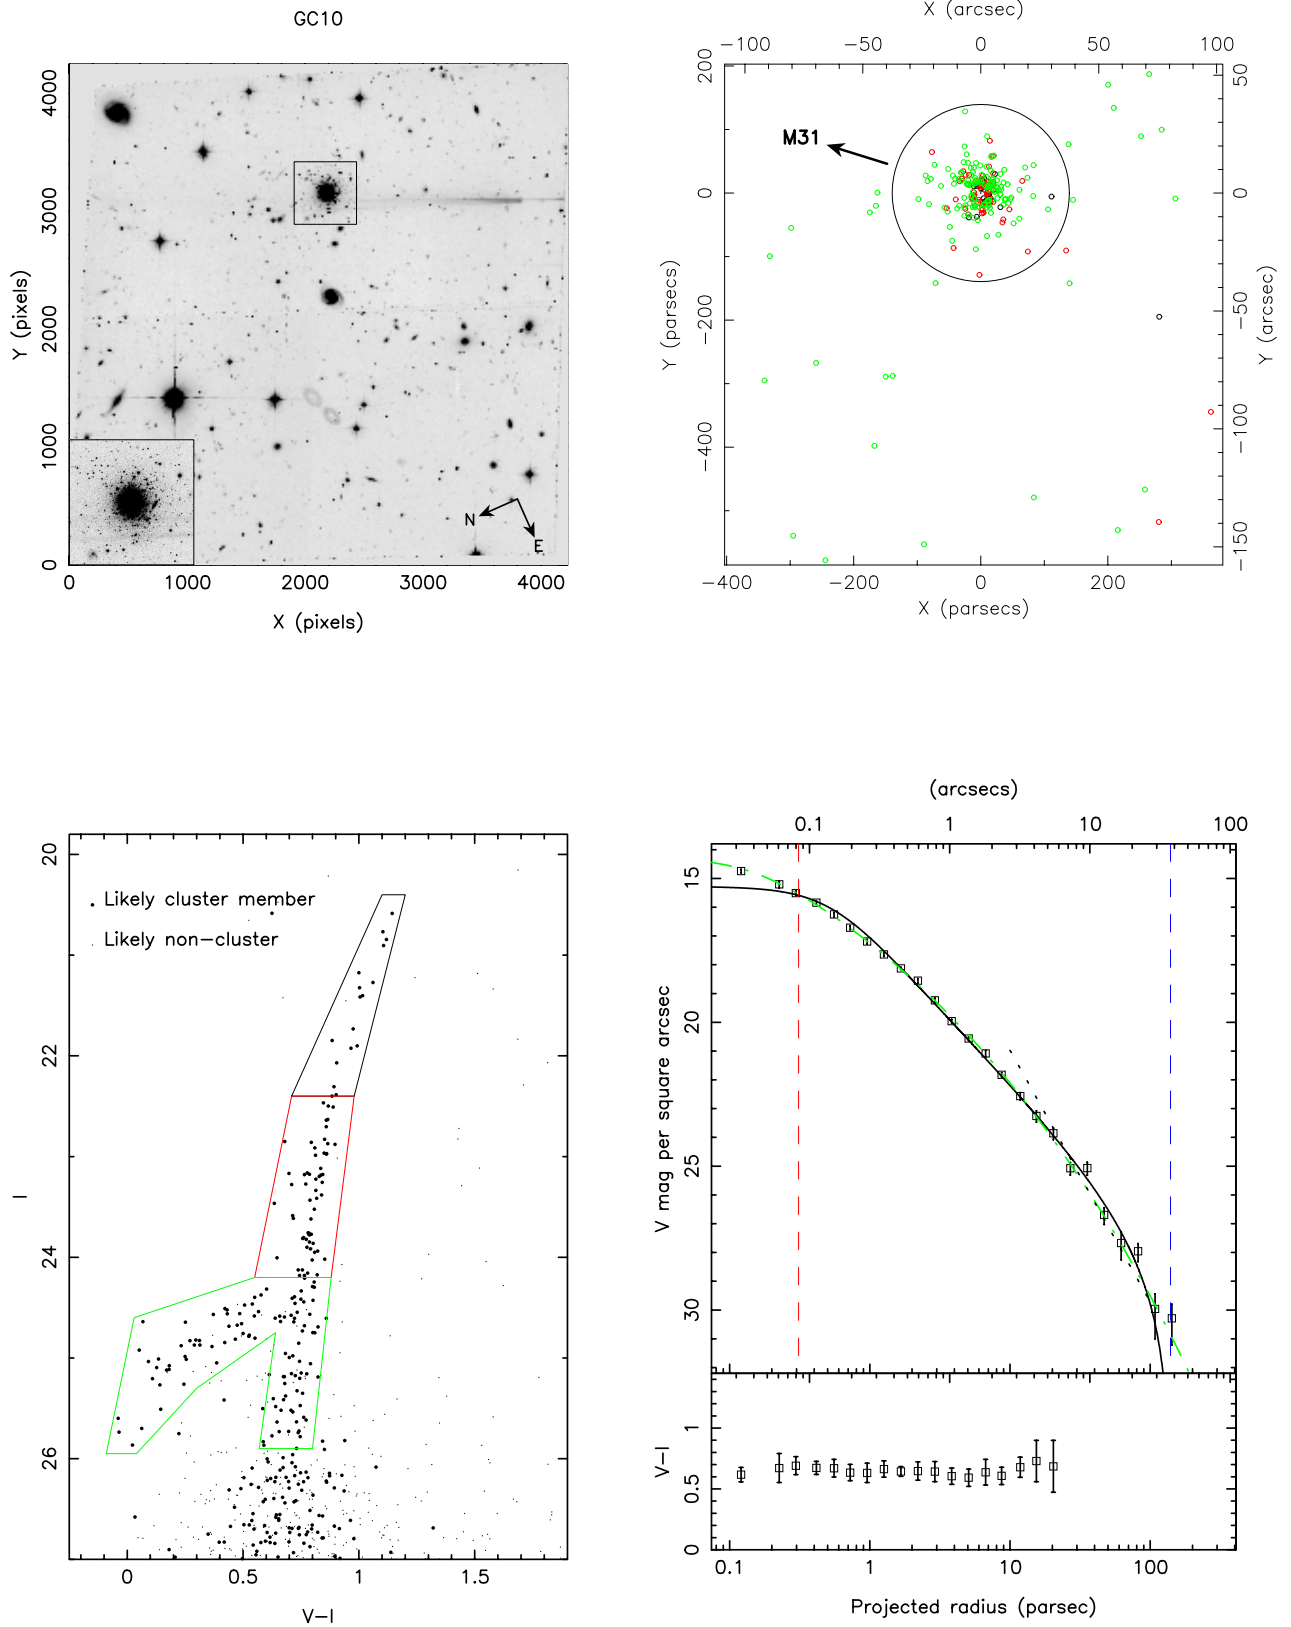 GC10
4000
3000
2000
1000
0
Y (pixels)
0 1000 2000 3000 4000
X (pixels)
N
E
X (arcsec)
−100 −50 0 50 100
200
0
−200
−400
Y (parsecs)
50
0
−50
−100
−150
Y (arcsec)
M31
−400 −200 0 200
X (parsecs)
20
22
24
26
I
Likely cluster member
Likely non−cluster
0 0.5 1 1.5
V−I
(arcsecs)
0.1 1 10 100
15
20
25
30
V mag per square arcsec
1
0.5
0
V−I
0.1 1 10 100
Projected radius (parsec)